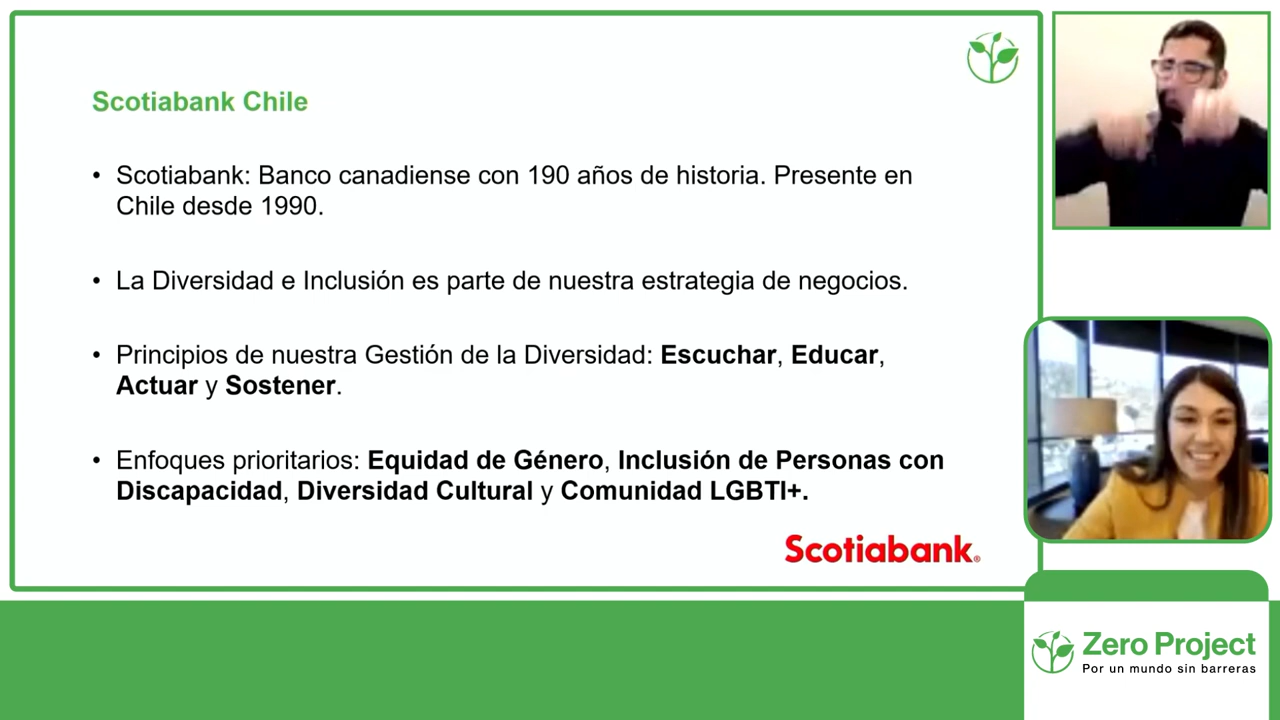 Scotiabank Chile
• Scotiabank: Banco canadiense con 190 años de historia. Presente en
Chile desde 1990.
• La Diversidad e Inclusión es parte de nuestra estrategia de negocios.
• Principios de nuestra Gestión de la Diversidad: Escuchar, Educar,
Actuar y Sostener.
• Enfoques prioritarios: Equidad de Género, Inclusión de Personas con
Discapacidad, Diversidad Cultural y Comunidad LGBTI+.
Scotiabank®
Zero Project
Por un mundo sin barreras